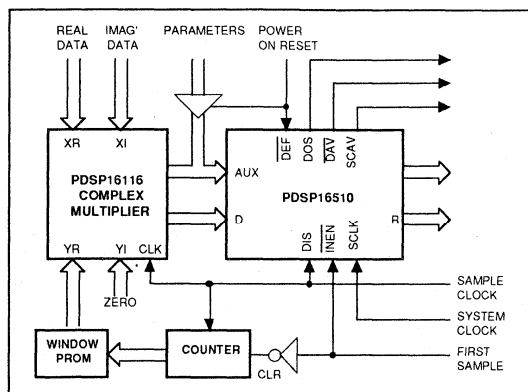 REAL DATA
IMAG' DATA
PARAMETERS
POWER ON RESET
XR
XI
DEF
DOS
DAV
SCAV
AUX
PDSP16116
COMPLEX
MULTIPLIER
PDSP16510
D
R
YR
YI
CLK
DIS
INEN
SCLK
ZERO
SAMPLE
CLOCK
SYSTEM
CLOCK
WINDOW
PROM
COUNTER
CLR
FIRST
SAMPLE